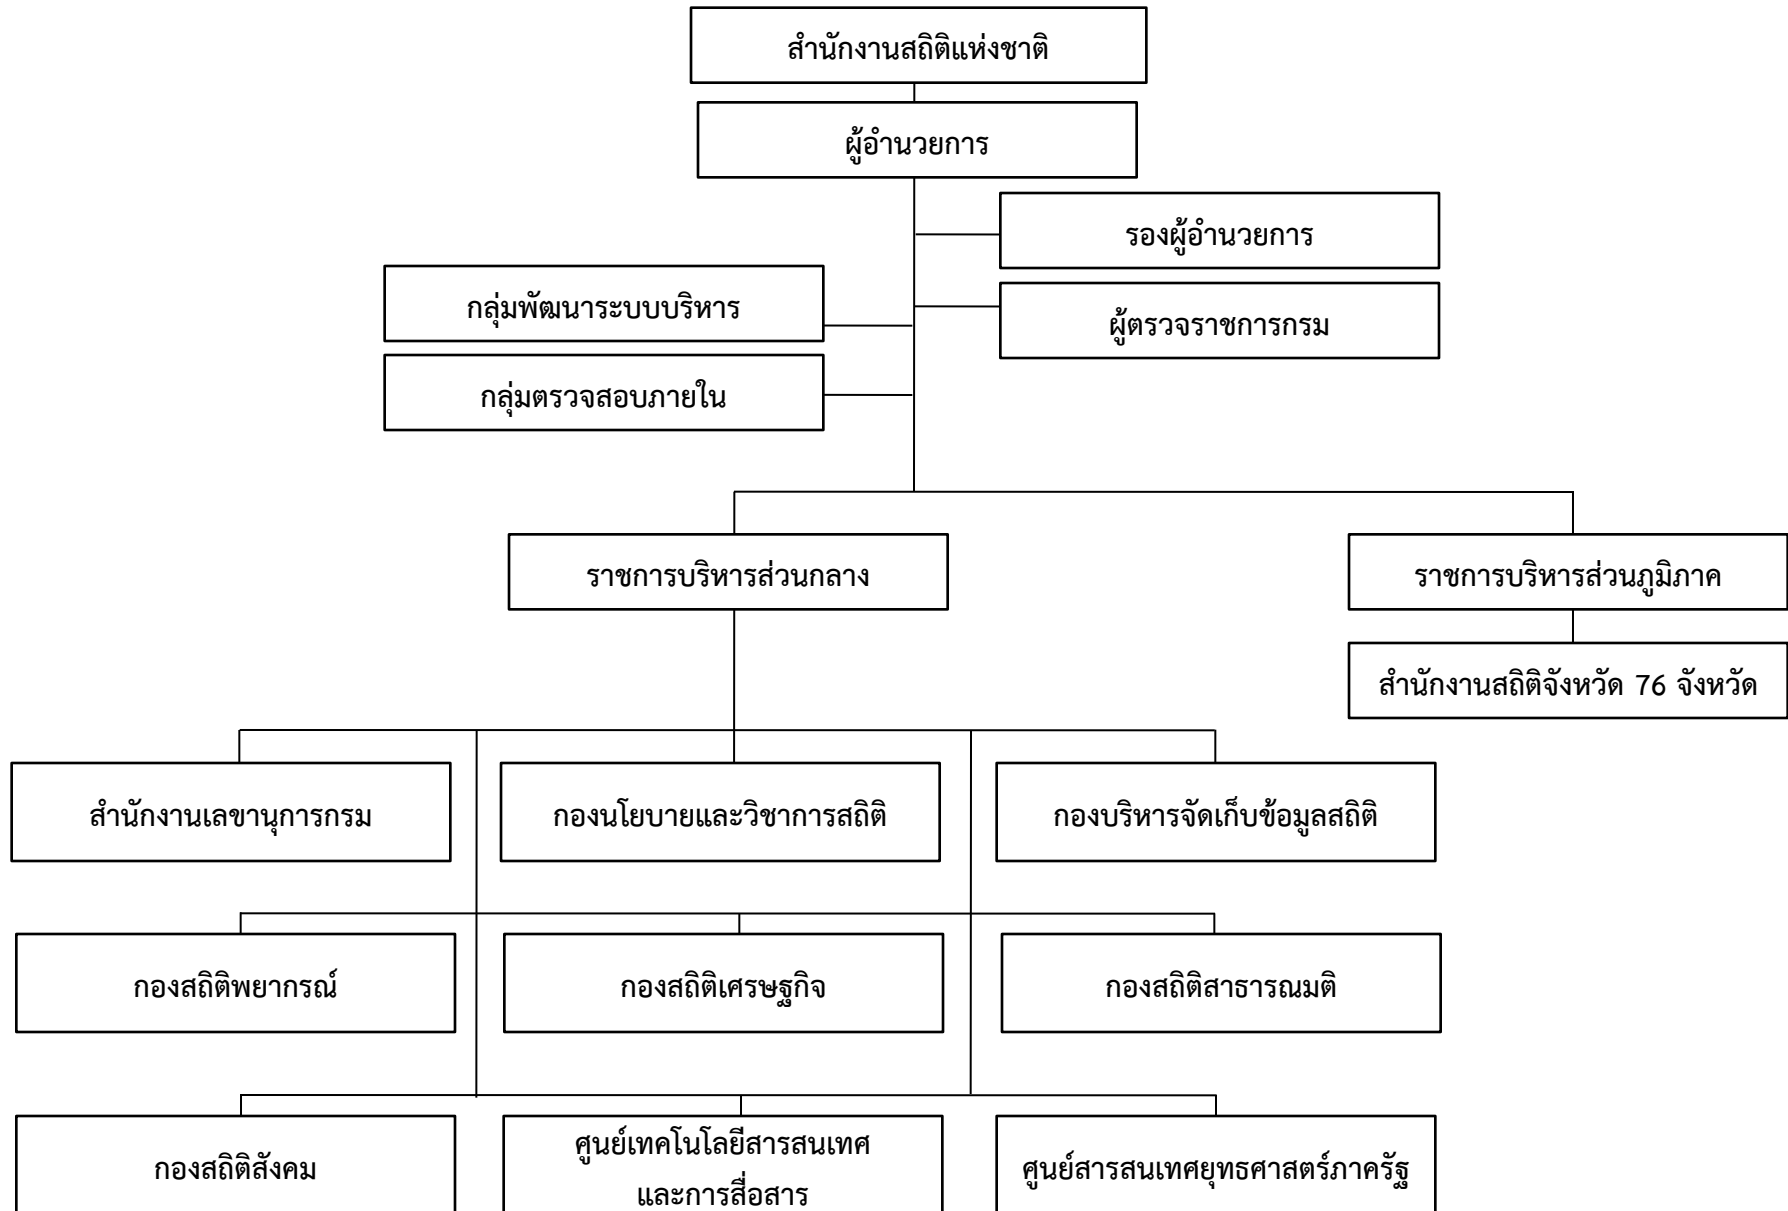 สำนักงานสถิติแห่งชาติ
ผู้อำนวยการ
รองผู้อำนวยการ
กลุ่มพัฒนาระบบบริหาร
ผู้ตรวจราชการกรม
กลุ่มตรวจสอบภายใน
ราชการบริหารส่วนกลาง
ราชการบริหารส่วนภูมิภาค
สำนักงานสถิติจังหวัด 76 จังหวัด
สำนักงานเลขานุการกรม
กองนโยบายและวิชาการสถิติ
กองบริหารจัดเก็บข้อมูลสถิติ
กองสถิติพยากรณ์
กองสถิติเศรษฐกิจ
กองสถิติสาธารณมติ
กองสถิติสังคม
ศูนย์เทคโนโลยีสารสนเทศ
และการสื่อสาร
ศูนย์สารสนเทศยุทธศาสตร์ภาครัฐ